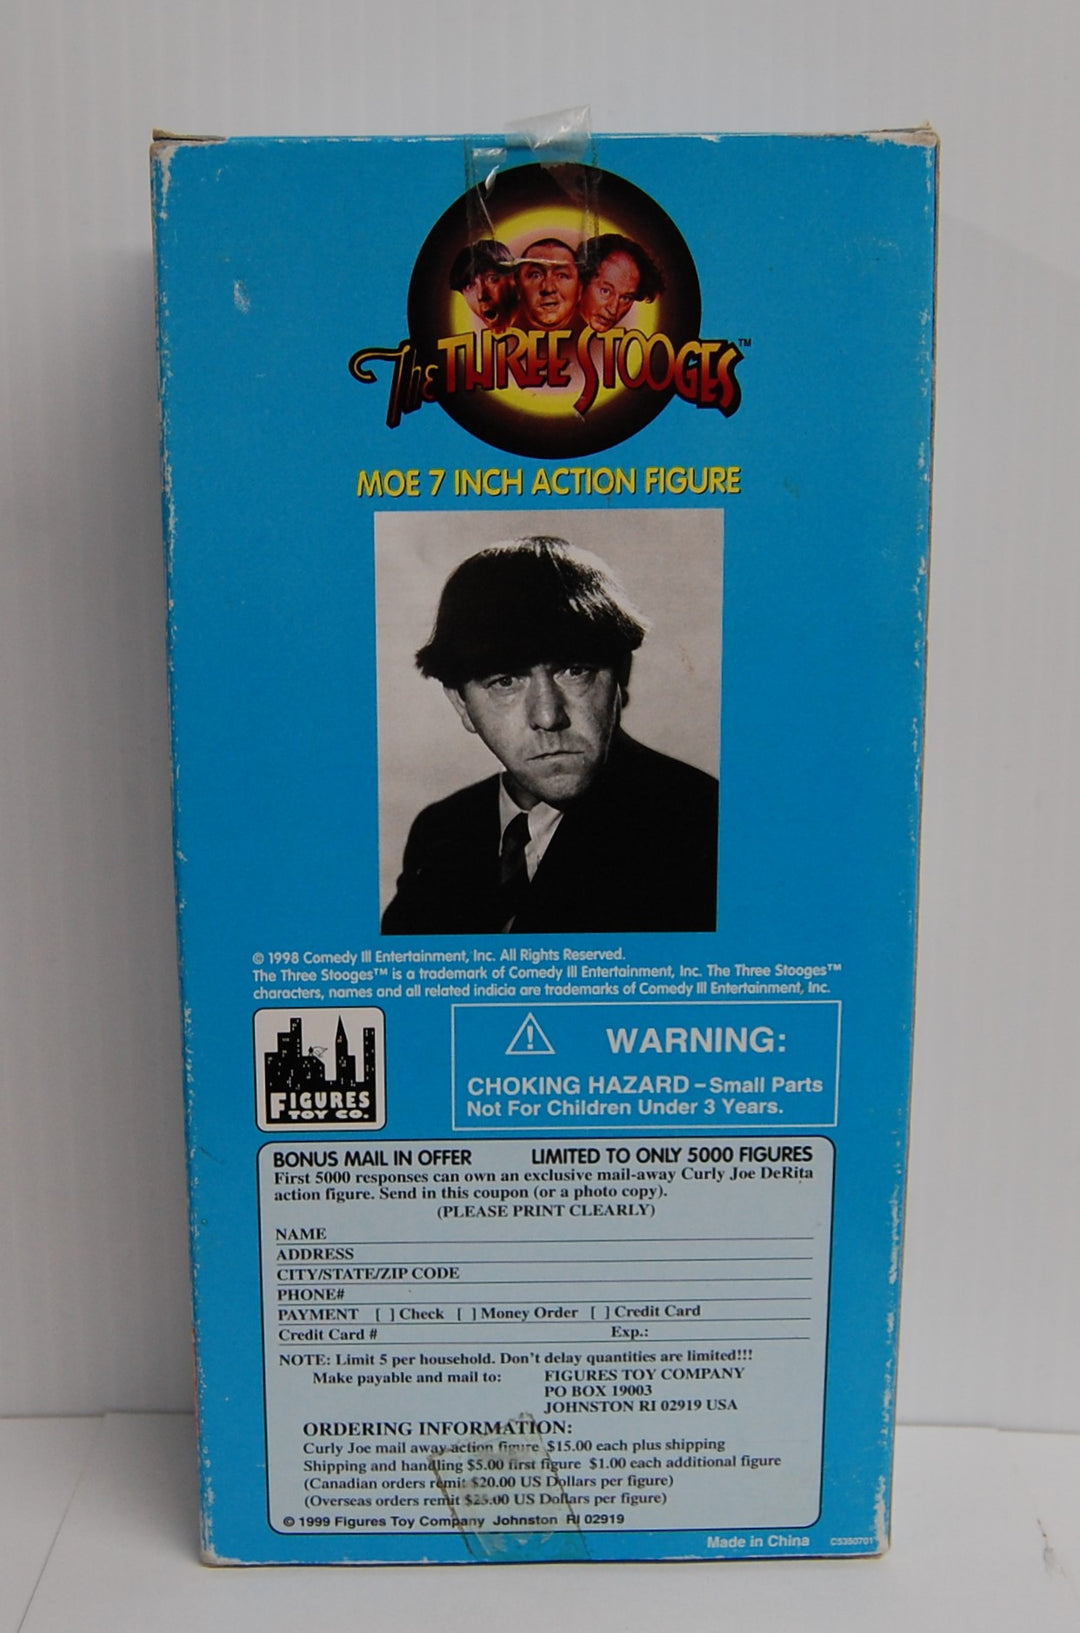 The THREE STOOGES™
MOE 7 INCH ACTION FIGURE
© 1998 Comedy III Entertainment, Inc. All Rights Reserved.
The Three Stooges™ is a trademark of Comedy III Entertainment, Inc. The Three Stooges™
characters, names and all related indicia are trademarks of Comedy III Entertainment, Inc.
FIGURES
TOY CO.
WARNING:
CHOKING HAZARD – Small Parts
Not For Children Under 3 Years.
BONUS MAIL IN OFFER LIMITED TO ONLY 5000 FIGURES
First 5000 responses can own an exclusive mail-away Curly Joe DeRita
action figure. Send in this coupon (or a photo copy).
(PLEASE PRINT CLEARLY)
NAME
ADDRESS
CITY/STATE/ZIP CODE
PHONE#
PAYMENT [ ] Check [ ] Money Order [ ] Credit Card
Credit Card # Exp.:
NOTE: Limit 5 per household. Don't delay quantities are limited!!!
Make payable and mail to: FIGURES TOY COMPANY
PO BOX 19003
JOHNSTON RI 02919 USA
ORDERING INFORMATION:
Curly Joe mail away action figure $15.00 each plus shipping
Shipping and handling $5.00 first figure $1.00 each additional figure
(Canadian orders remit $20.00 US Dollars per figure)
(Overseas orders remit $25.00 US Dollars per figure)
© 1999 Figures Toy Company Johnston RI 02919
Made in China C5350701